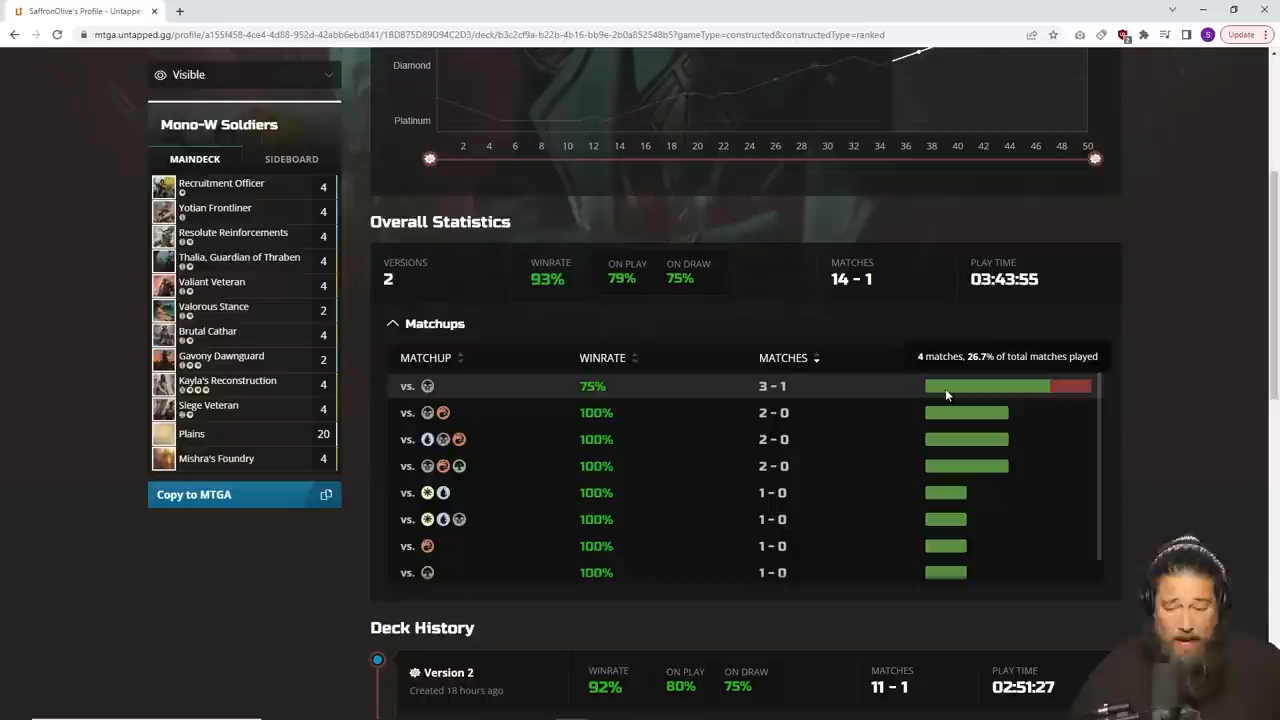 SaffronOlive's Profile - Untappe
mtga.untapped.gg/profile/a155f458-4ce4-4d88-952d-42abb6ebd841/1BDB75D89D94C2D3/deck/b3c2cf9a-b22b-4b16-bb9e-2b0a852548b5?gameType=constructed&constructedType=ranked
2
S
Update
Visible
Mono-W Soldiers
MAINDECK SIDEBOARD
Recruitment Officer 4
Yotian Frontliner 4
Resolute Reinforcements 4
Thalia, Guardian of Thraben 4
Valiant Veteran 4
Valorous Stance 2
Brutal Cathar 4
Gavony Dawnguard 2
Kayla's Reconstruction 4
Siege Veteran 4
Plains 20
Mishra's Foundry 4
Copy to MTGA
Diamond
Platinum
2 4 6 8 10 12 14 16 18 20 22 24 26 28 30 32 34 36 38 40 42 44 46 48 50
Overall Statistics
VERSIONS WINRATE ON PLAY ON DRAW MATCHES PLAY TIME
2 93% 79% 75% 14 - 1 03:43:55
Matchups
MATCHUP WINRATE MATCHES
4 matches, 26.7% of total matches played
vs. 75% 3 - 1
vs. 100% 2 - 0
vs. 100% 2 - 0
vs. 100% 2 - 0
vs. 100% 1 - 0
vs. 100% 1 - 0
vs. 100% 1 - 0
vs. 100% 1 - 0
Deck History
Version 2
Created 18 hours ago
WINRATE ON PLAY ON DRAW MATCHES PLAY TIME
92% 80% 75% 11 - 1 02:51:27